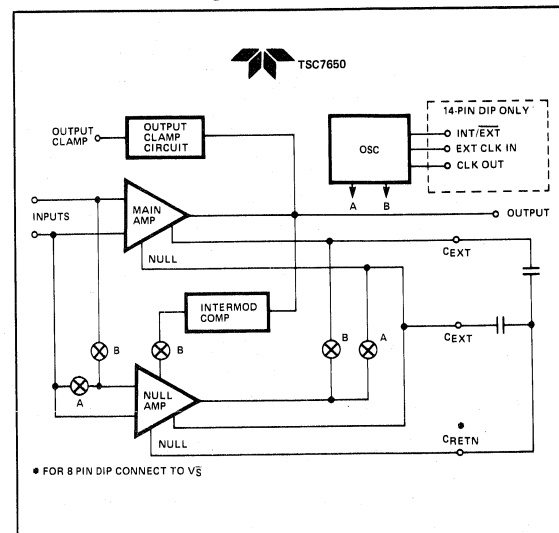 TSC7650
14-PIN DIP ONLY
OUTPUT
CLAMP
OUTPUT
CLAMP
CIRCUIT
OSC
INT/EXT
EXT CLK IN
CLK OUT
A
B
INPUTS
MAIN
AMP
OUTPUT
NULL
CEXT
INTERMOD
COMP
B
B
B
A
CEXT
A
NULL
AMP
NULL
*
CRETN
* FOR 8 PIN DIP CONNECT TO VS